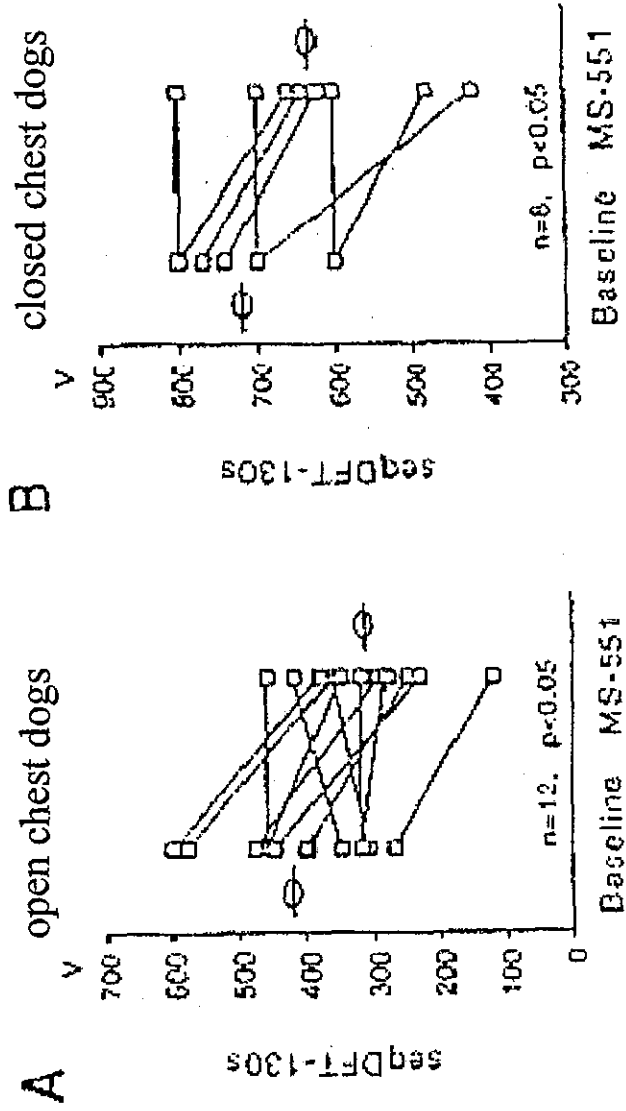 A
open chest dogs
V
seqDFT-130s
700
600
500
400
300
200
100
0
n=12, p<0.05
Baseline MS-551
B
closed chest dogs
V
seqDFT-130s
900
800
700
600
500
400
300
n=8, p<0.05
Baseline MS-551